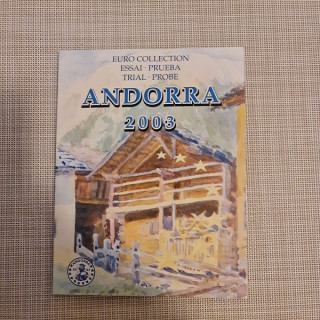 EURO COLLECTION
ESSAI · PRUEBA
TRIAL · PROBE
ANDORRA
2003